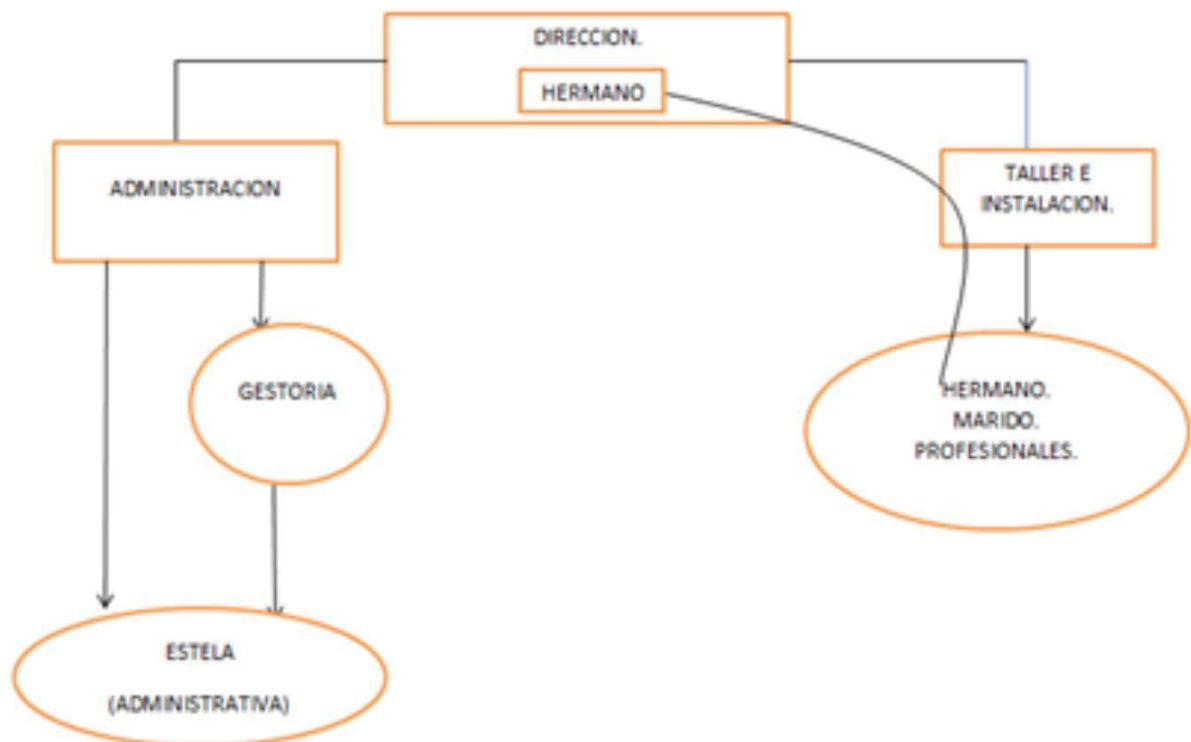 DIRECCION.
HERMANO
ADMINISTRACION
TALLER E
INSTALACION.
GESTORIA
HERMANO.
MARIDO.
PROFESIONALES.
ESTELA
(ADMINISTRATIVA)